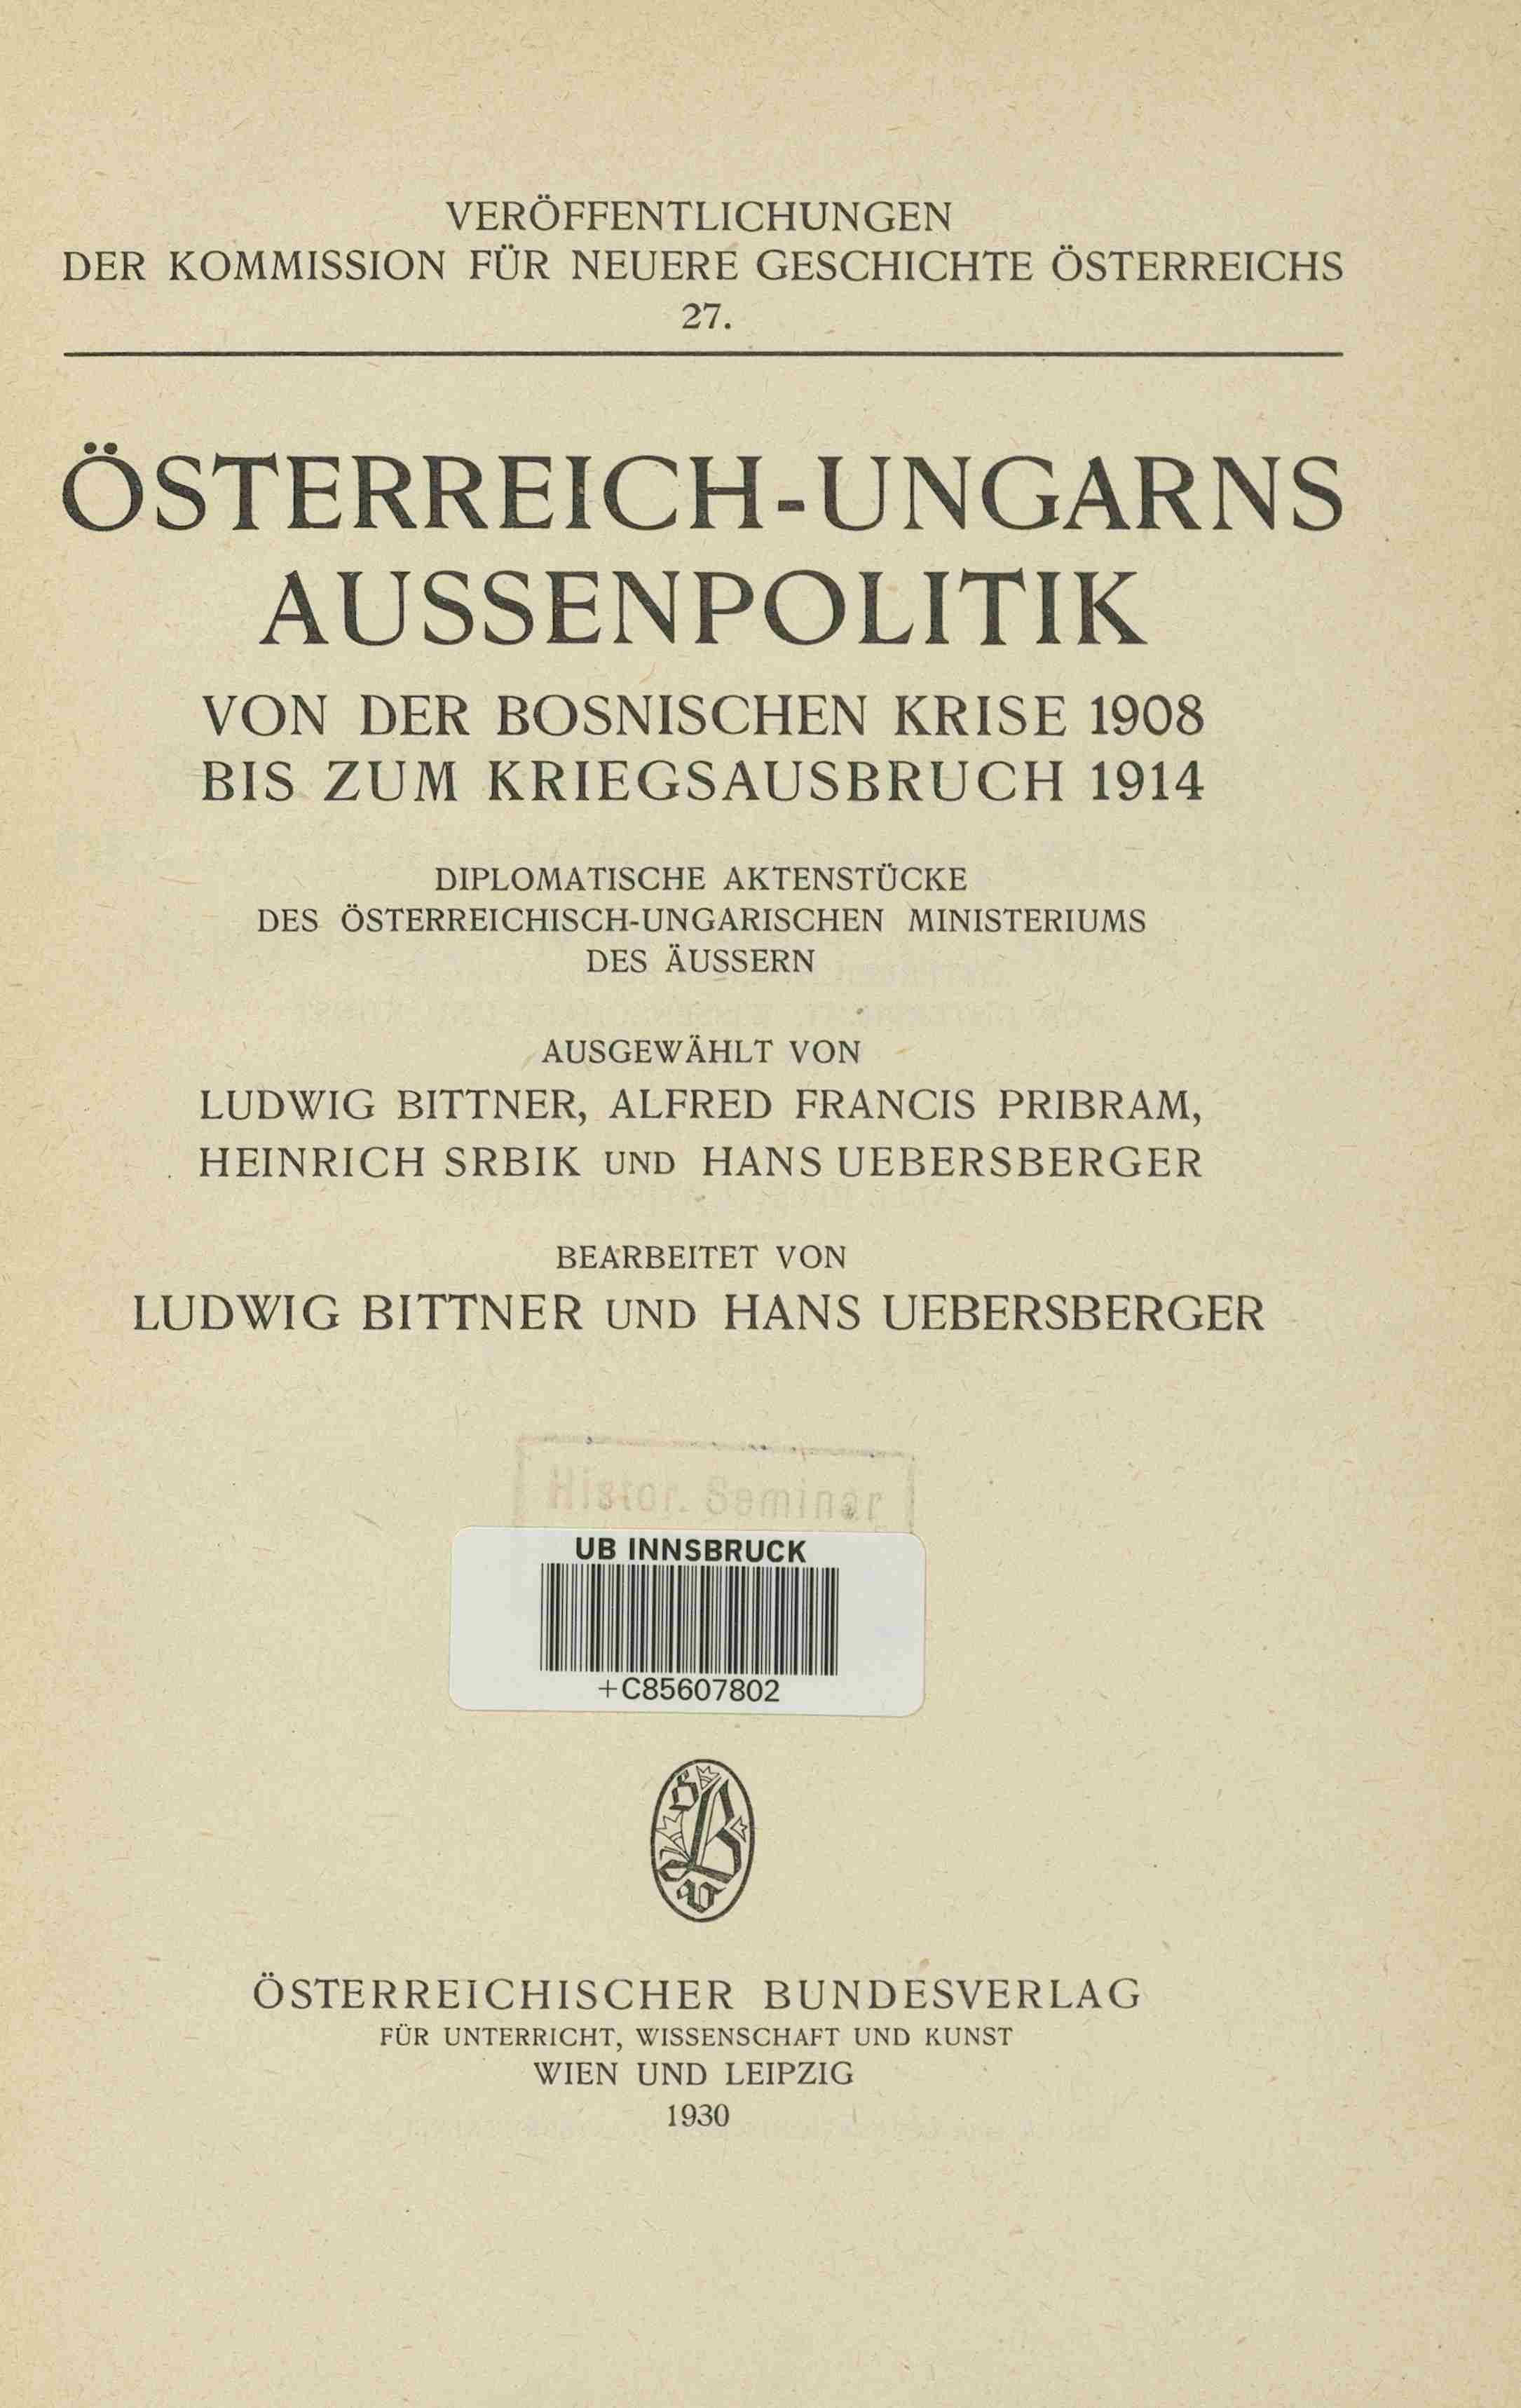 VERÖFFENTLICHUNGEN
DER KOMMISSION FÜR NEUERE GESCHICHTE ÖSTERREICHS
27.
ÖSTERREICH-UNGARNS
AUSSENPOLITIK
VON DER BOSNISCHEN KRISE 1908
BIS ZUM KRIEGSAUSBRUCH 1914
DIPLOMATISCHE AKTENSTÜCKE
DES ÖSTERREICHISCH-UNGARISCHEN MINISTERIUMS
DES ÄUSSERN
AUSGEWÄHLT VON
LUDWIG BITTNER, ALFRED FRANCIS PRIBRAM,
HEINRICH SRBIK UND HANS UEBERSBERGER
BEARBEITET VON
LUDWIG BITTNER UND HANS UEBERSBERGER
Histor. Seminar
UB INNSBRUCK
+C85607802
ÖSTERREICHISCHER BUNDESVERLAG
FÜR UNTERRICHT, WISSENSCHAFT UND KUNST
WIEN UND LEIPZIG
1930